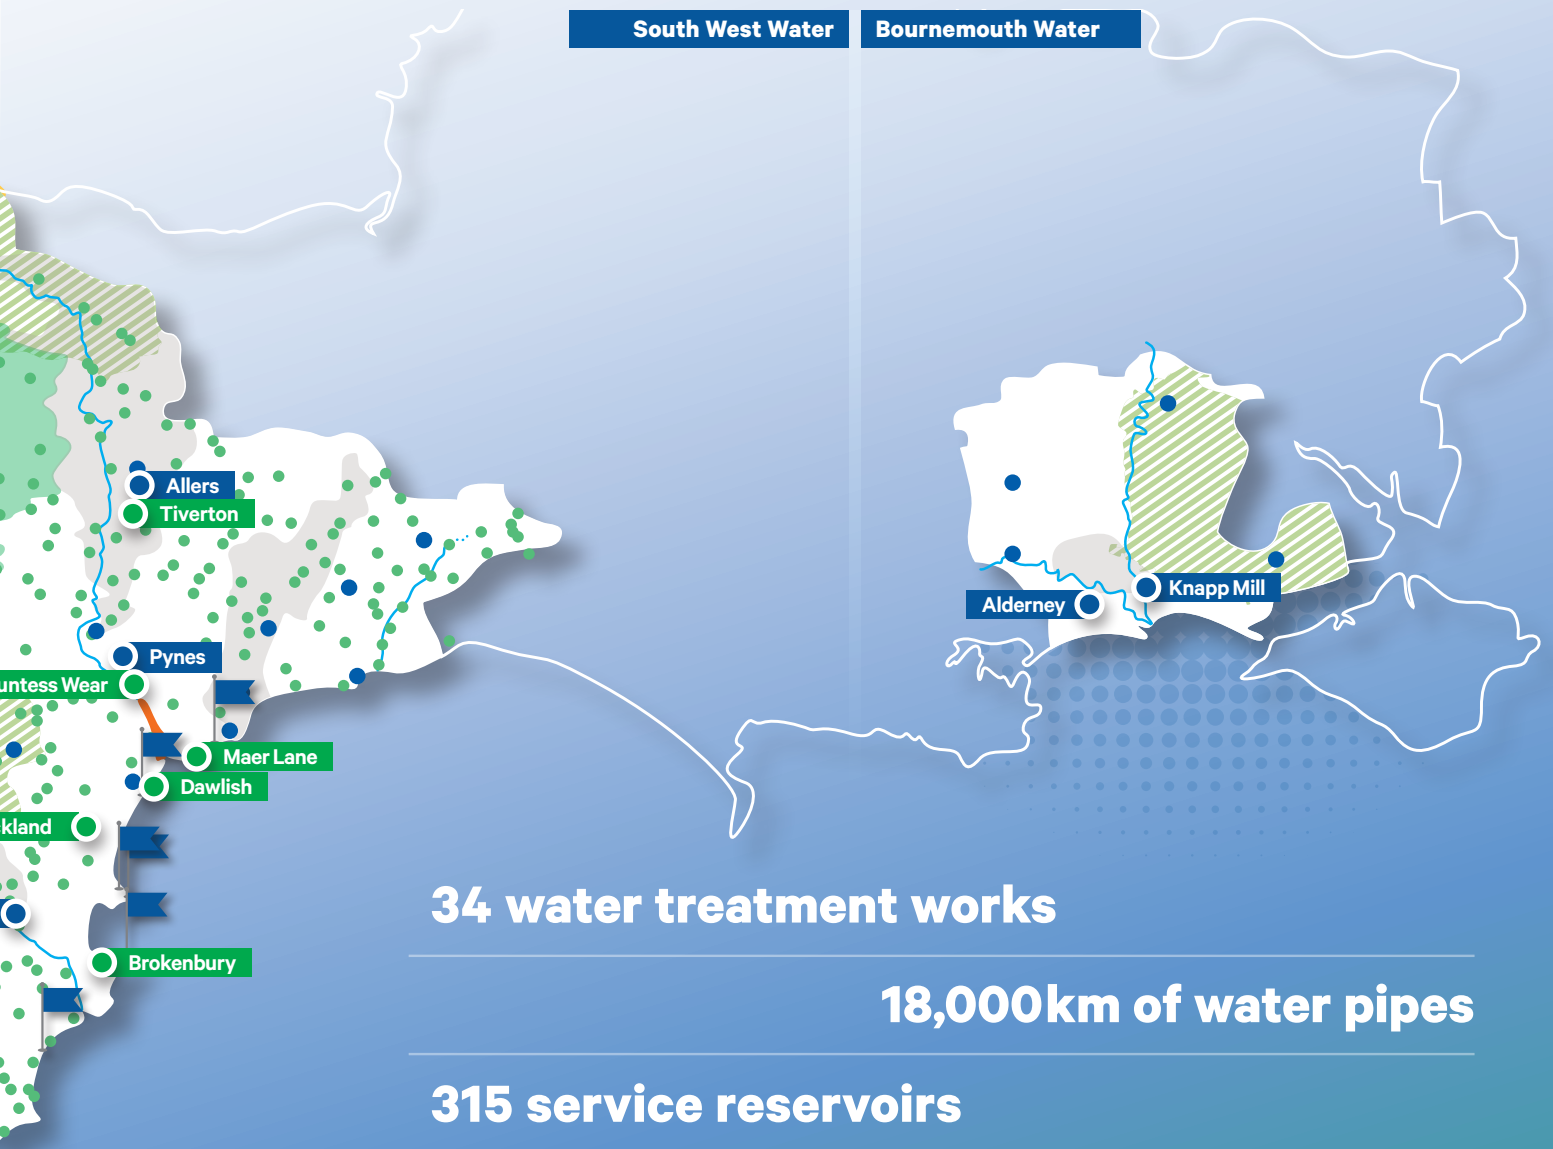 South West Water
Bournemouth Water
Allers
Tiverton
Pynes
untess Wear
Maer Lane
Dawlish
kland
Brokenbury
Alderney
Knapp Mill
34 water treatment works
18,000km of water pipes
315 service reservoirs